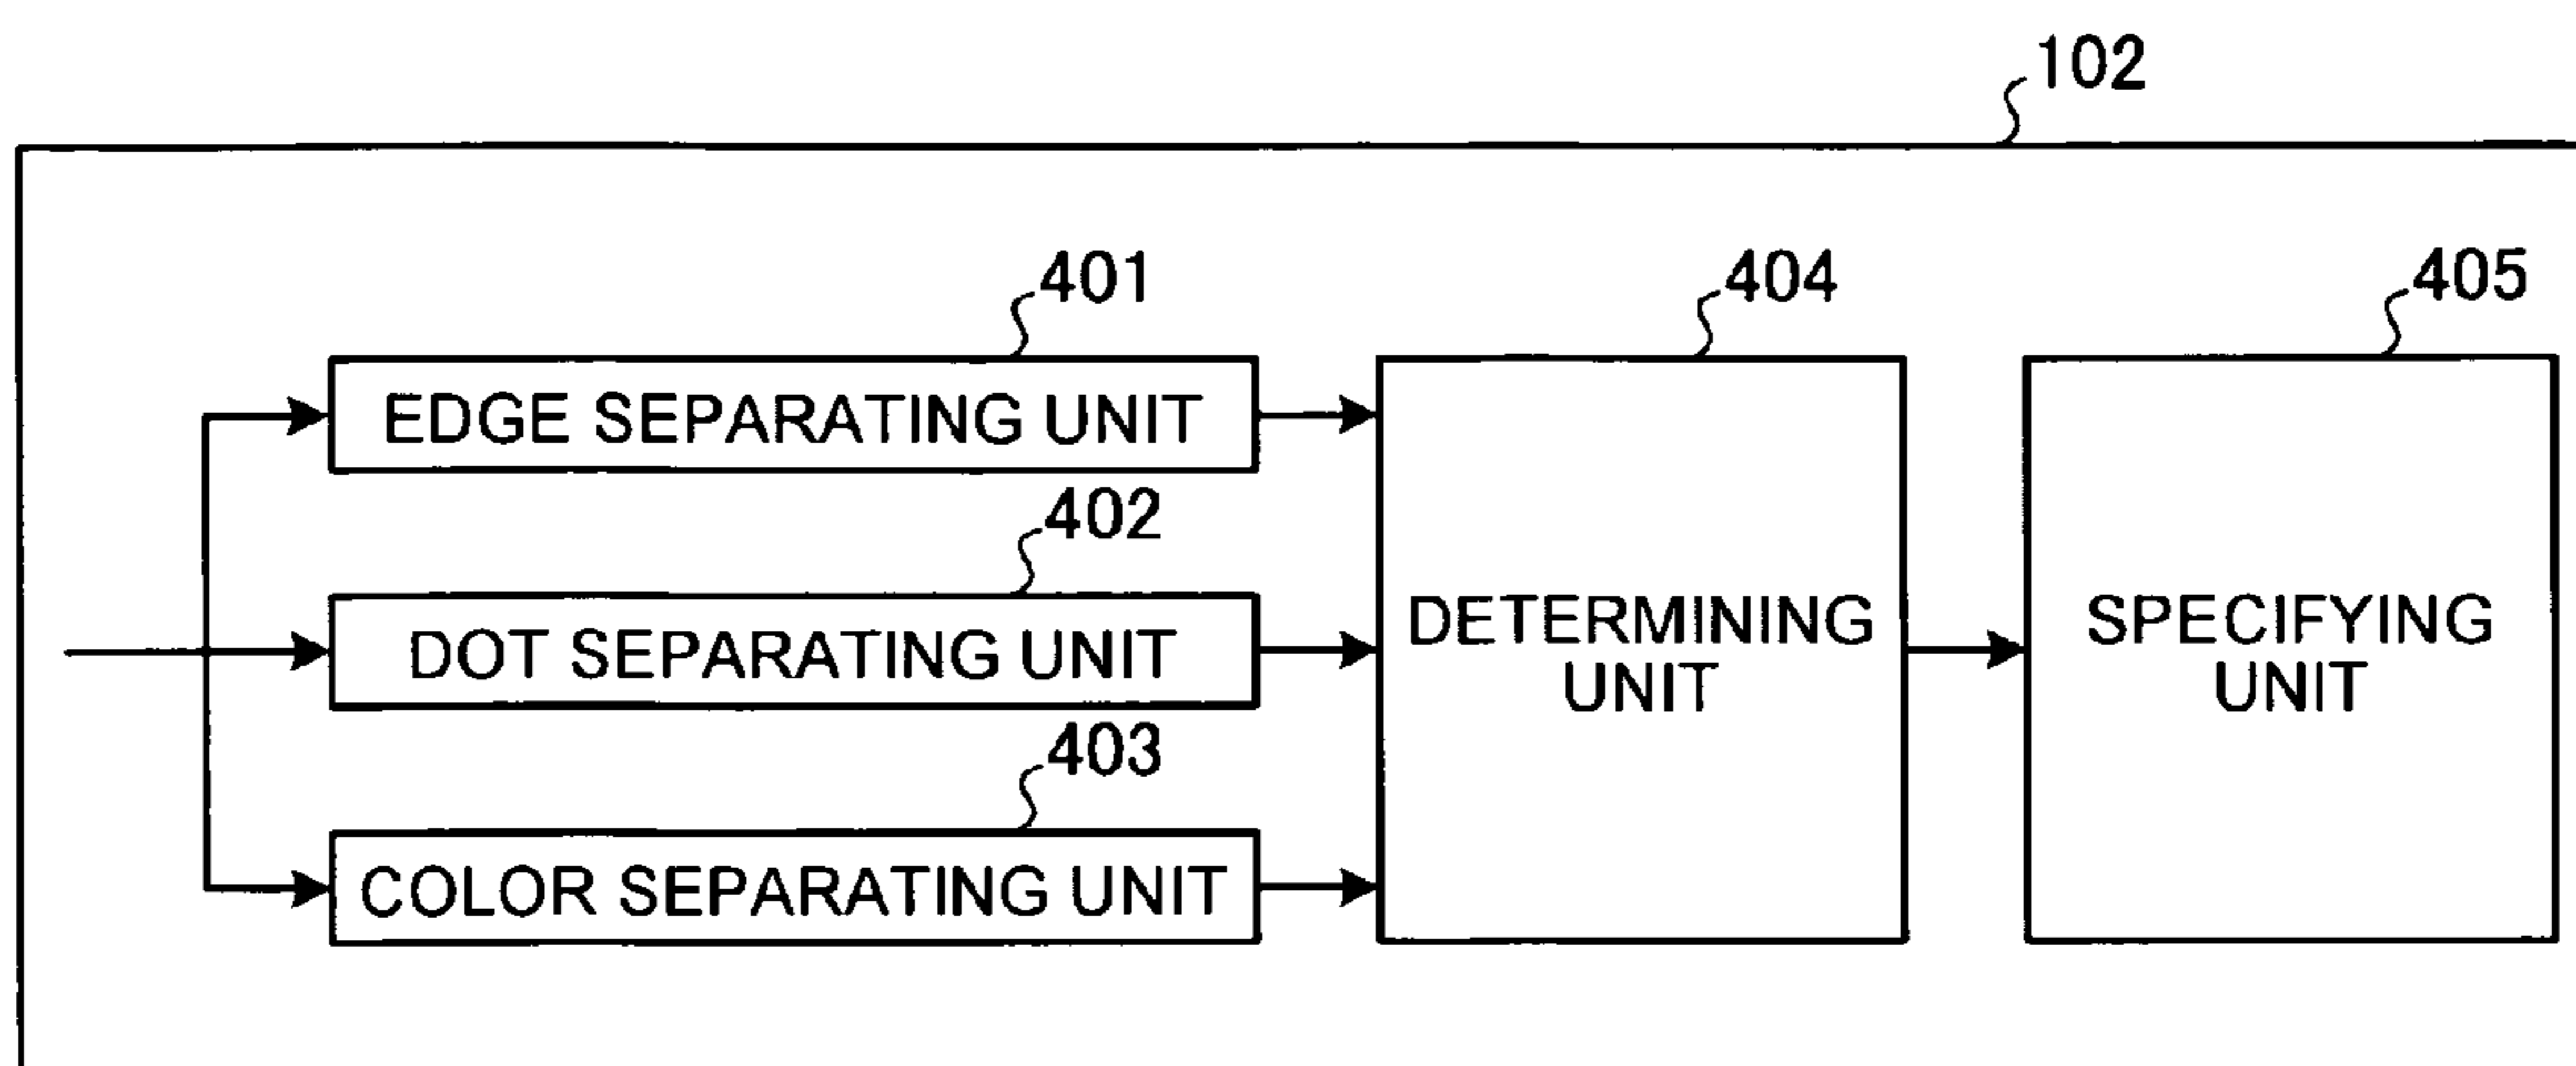 102
401
EDGE SEPARATING UNIT
402
DOT SEPARATING UNIT
403
COLOR SEPARATING UNIT
404
DETERMINING
UNIT
405
SPECIFYING
UNIT